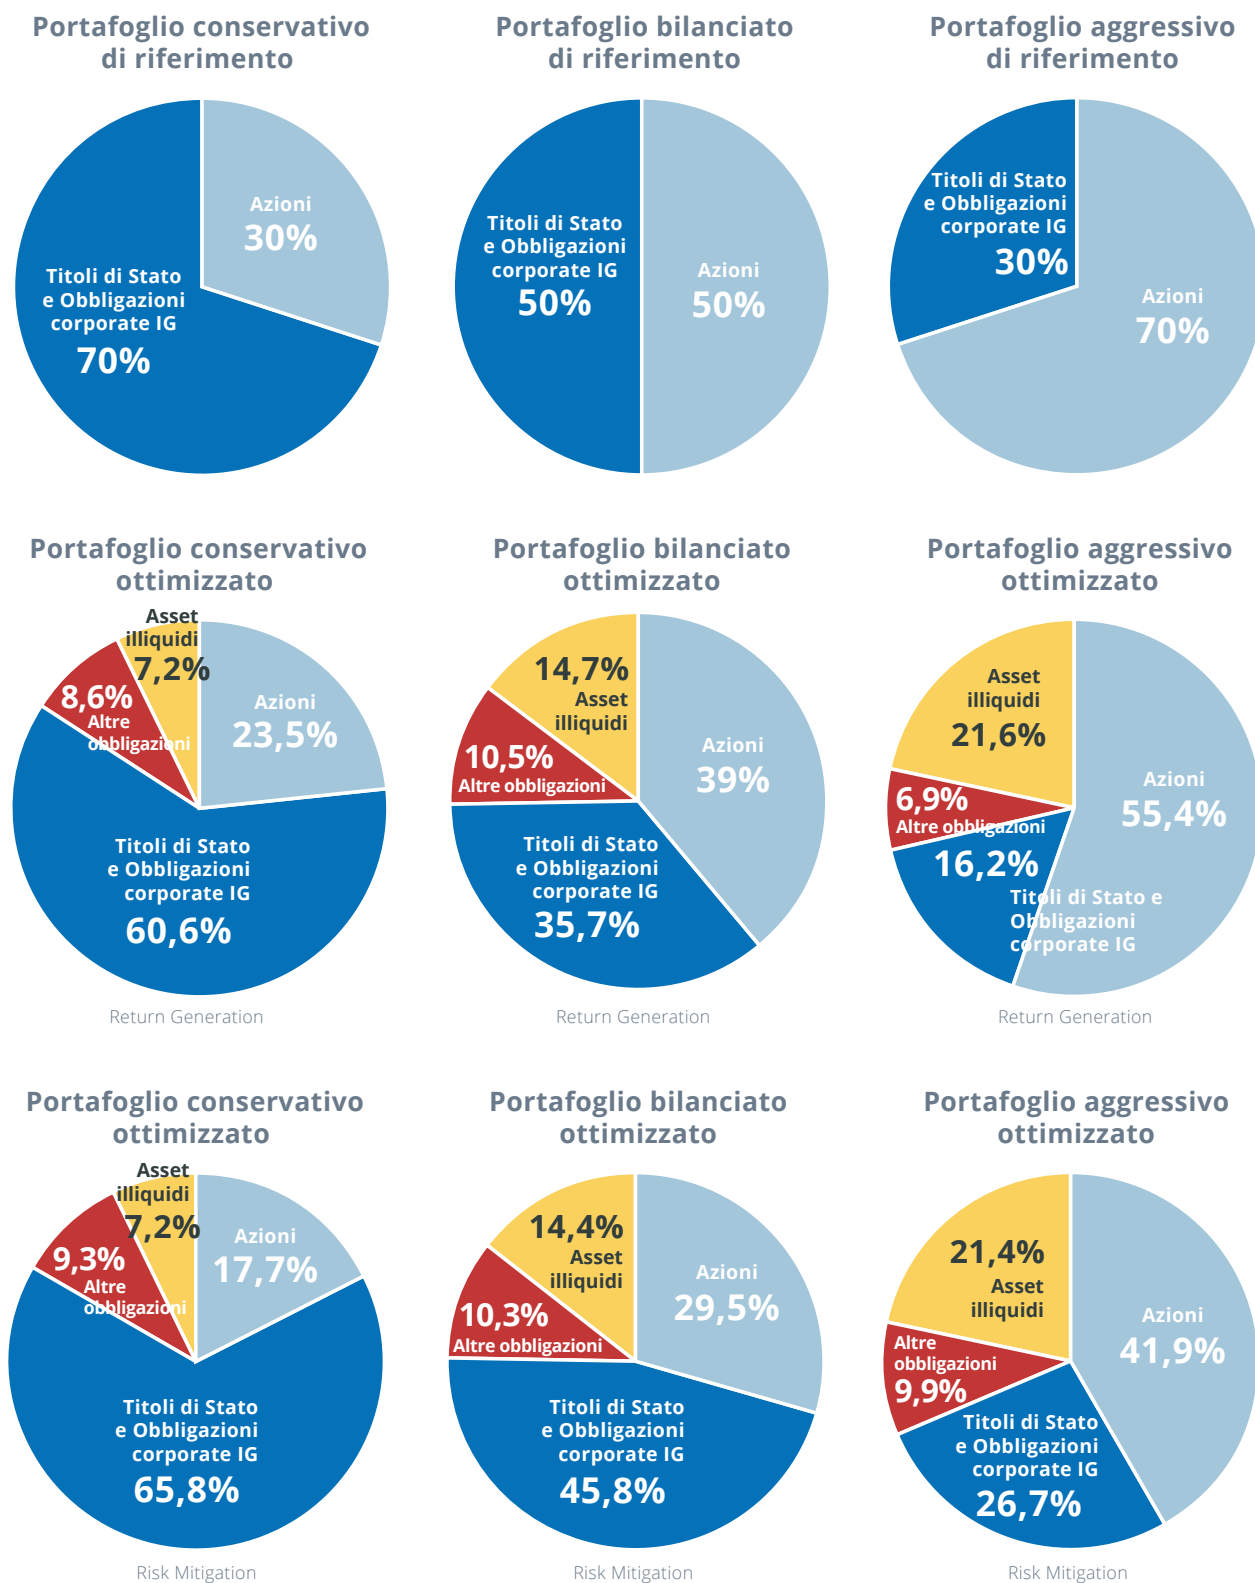 Portafoglio conservativo
di riferimento
Azioni
30%
Titoli di Stato
e Obbligazioni
corporate IG
70%
Portafoglio bilanciato
di riferimento
Titoli di Stato
e Obbligazioni
corporate IG
50%
Azioni
50%
Portafoglio aggressivo
di riferimento
Titoli di Stato
e Obbligazioni
corporate IG
30%
Azioni
70%
Portafoglio conservativo
ottimizzato
Asset
illiquidi
7,2%
8,6%
Altre
obbligazioni
Azioni
23,5%
Titoli di Stato
e Obbligazioni
corporate IG
60,6%
Return Generation
Portafoglio bilanciato
ottimizzato
14,7%
Asset
illiquidi
10,5%
Altre obbligazioni
Azioni
39%
Titoli di Stato
e Obbligazioni
corporate IG
35,7%
Return Generation
Portafoglio aggressivo
ottimizzato
Asset
illiquidi
21,6%
6,9%
Altre obbligazioni
Azioni
55,4%
16,2%
Titoli di Stato e
Obbligazioni
corporate IG
Return Generation
Portafoglio conservativo
ottimizzato
Asset
illiquidi
7,2%
9,3%
Altre
obbligazioni
Azioni
17,7%
Titoli di Stato
e Obbligazioni
corporate IG
65,8%
Risk Mitigation
Portafoglio bilanciato
ottimizzato
14,4%
Asset
illiquidi
10,3%
Altre obbligazioni
Azioni
29,5%
Titoli di Stato
e Obbligazioni
corporate IG
45,8%
Risk Mitigation
Portafoglio aggressivo
ottimizzato
21,4%
Asset
illiquidi
Altre
obbligazioni
9,9%
Azioni
41,9%
Titoli di Stato
e Obbligazioni
corporate IG
26,7%
Risk Mitigation